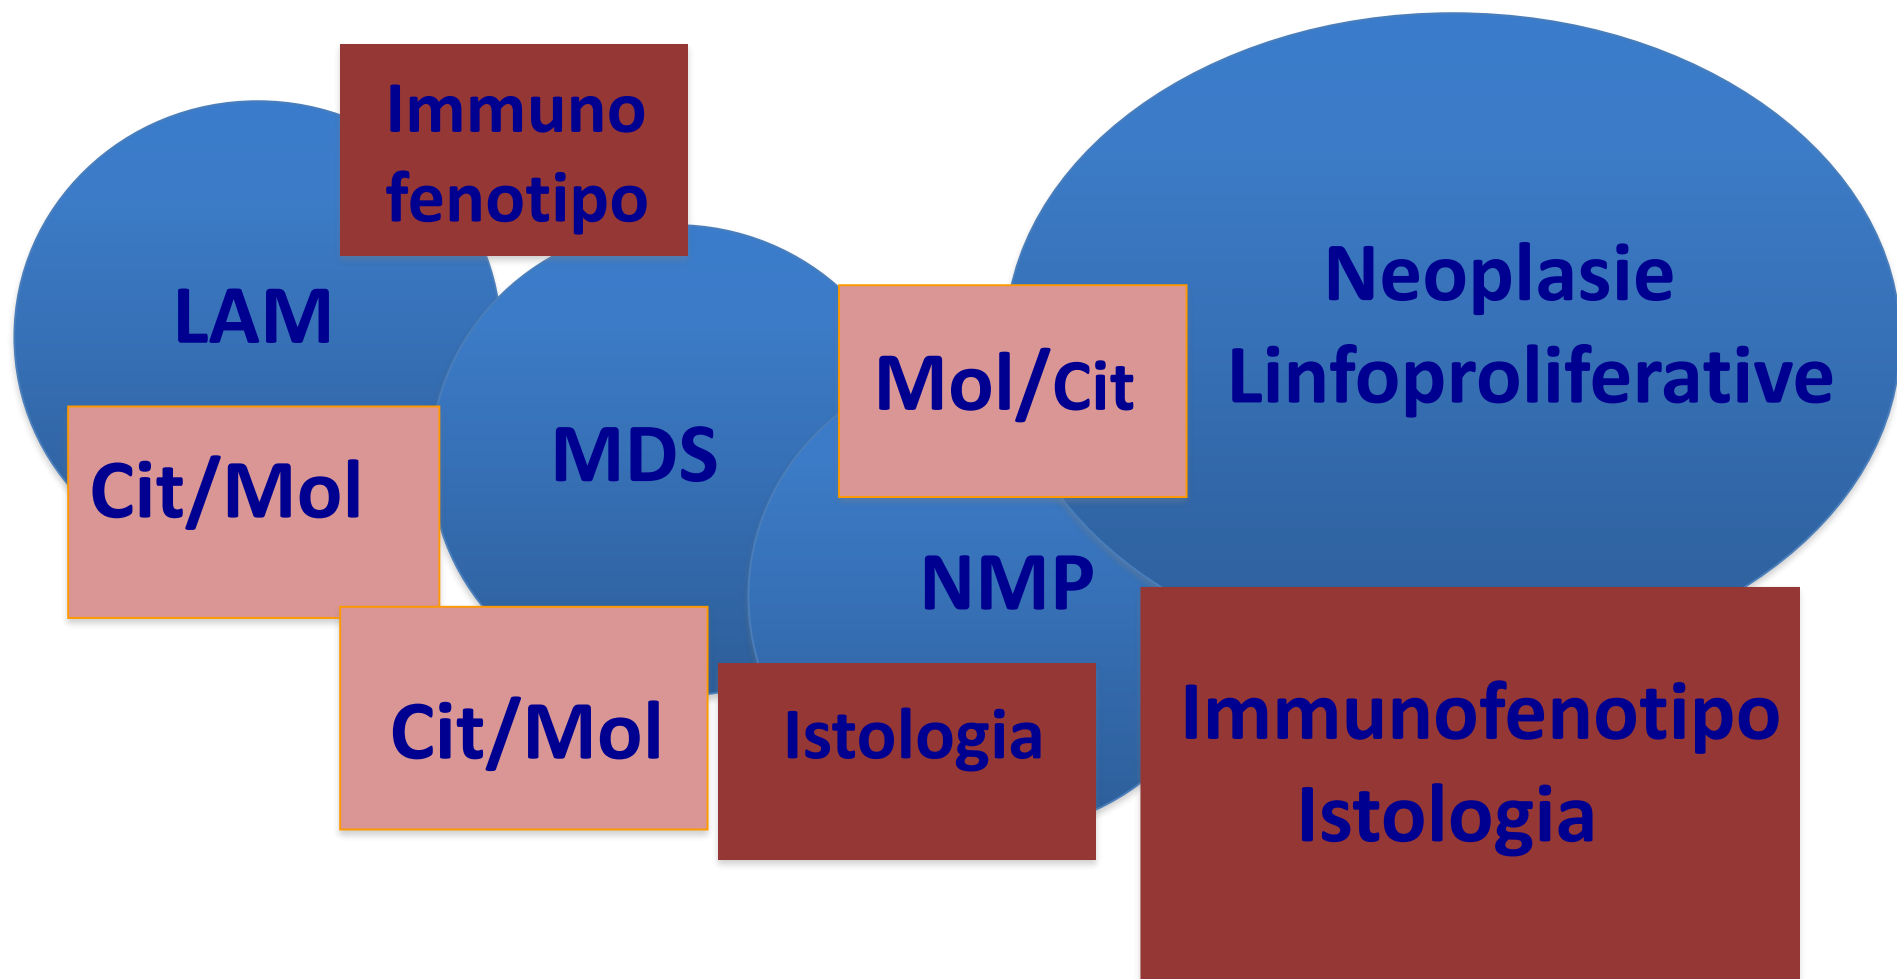 Immuno
fenotipo
LAM
Cit/Mol
MDS
Cit/Mol
Mol/Cit
NMP
Istologia
Neoplasie
Linfoproliferative
Immunofenotipo
Istologia